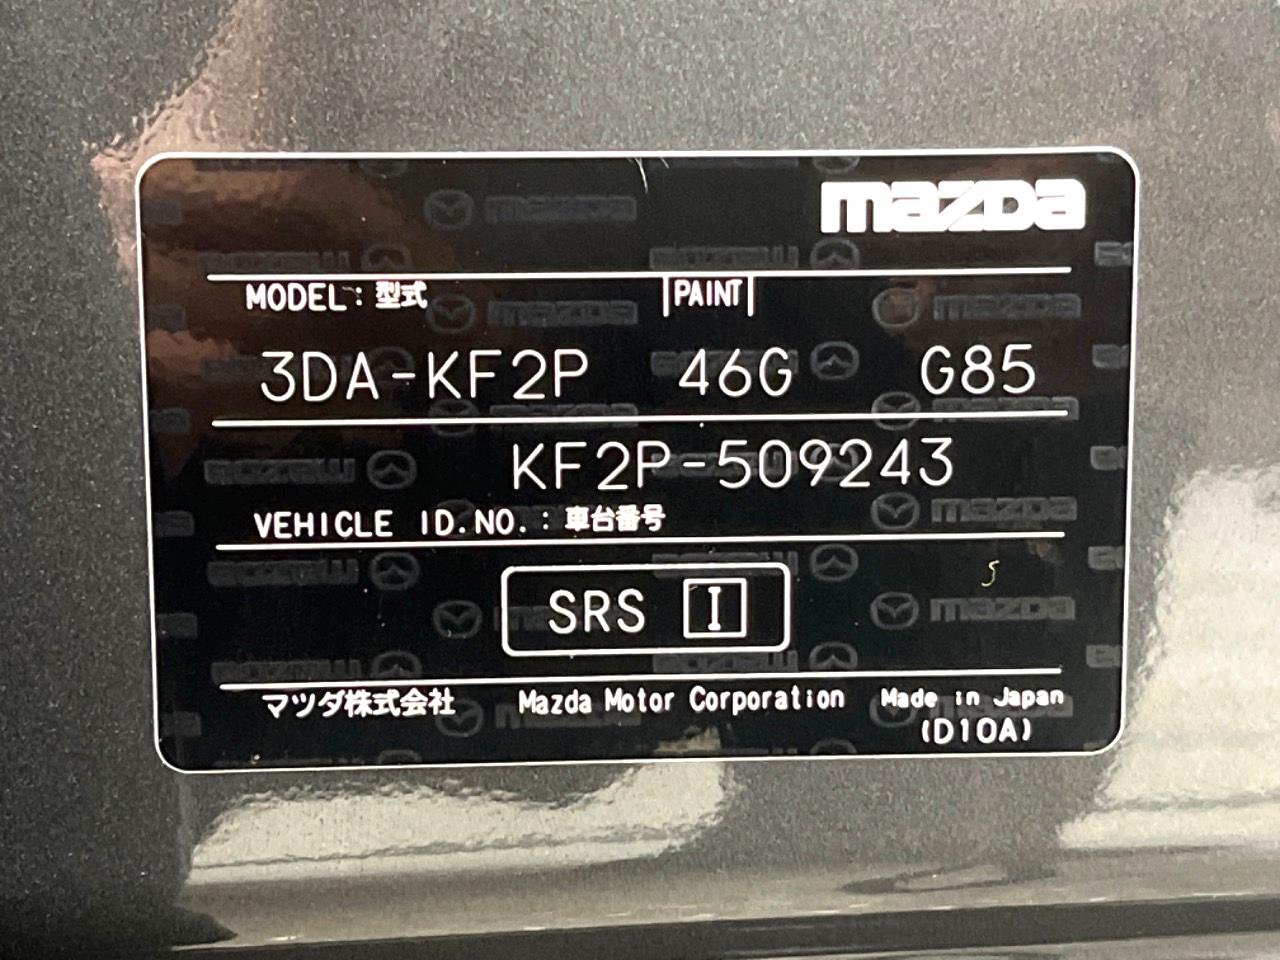 mazda
MODEL: 型式 PAINT
3DA-KF2P 46G G85
KF2P-509243
VEHICLE ID.NO.: 車台番号
SRS I
マツダ株式会社 Mazda Motor Corporation Made in Japan
(D10A)